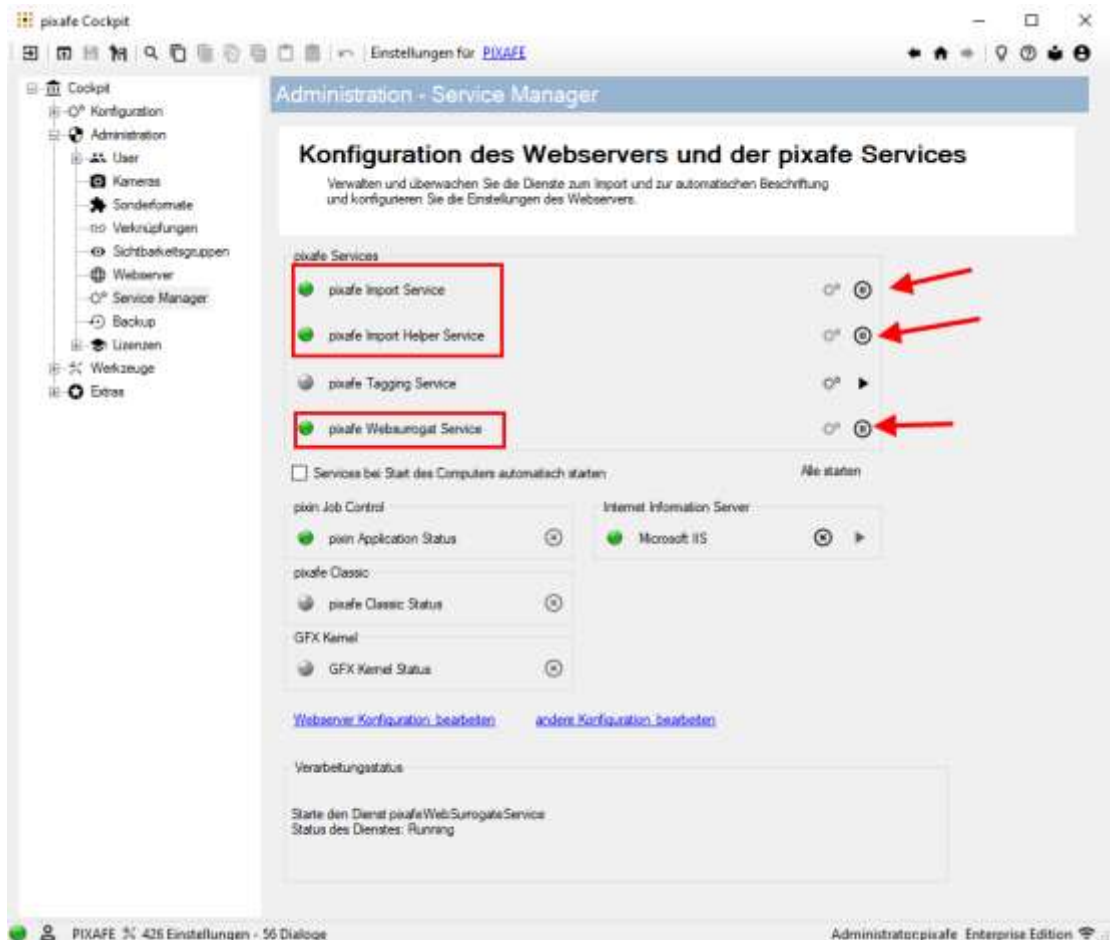 pixafe Cockpit
Einstellungen für PIXAFE
Cockpit
Konfiguration
Administration
User
Kameras
Sonderformate
Verknüpfungen
Sichtbarkeitsgruppen
Webserver
Service Manager
Backup
Lizenzen
Werkzeuge
Extras
Administration - Service Manager
Konfiguration des Webservers und der pixafe Services
Verwalten und überwachen Sie die Dienste zum Import und zur automatischen Beschriftung
und konfigurieren Sie die Einstellungen des Webservers.
pixafe Services
pixafe Import Service
pixafe Import Helper Service
pixafe Tagging Service
pixafe Websurrogat Service
Services bei Start des Computers automatisch starten
Alle starten
pixin Job Control
pixin Application Status
Internet Information Server
Microsoft IIS
pixafe Classic
pixafe Classic Status
GFX Kernel
GFX Kernel Status
Webserver Konfiguration bearbeiten
andere Konfiguration bearbeiten
Verarbeitungsstatus
Starte den Dienst pixafeWebSurrogateService
Status des Dienstes: Running
PIXAFE 426 Einstellungen - 56 Dialoge
Administrator:pixafe Enterprise Edition